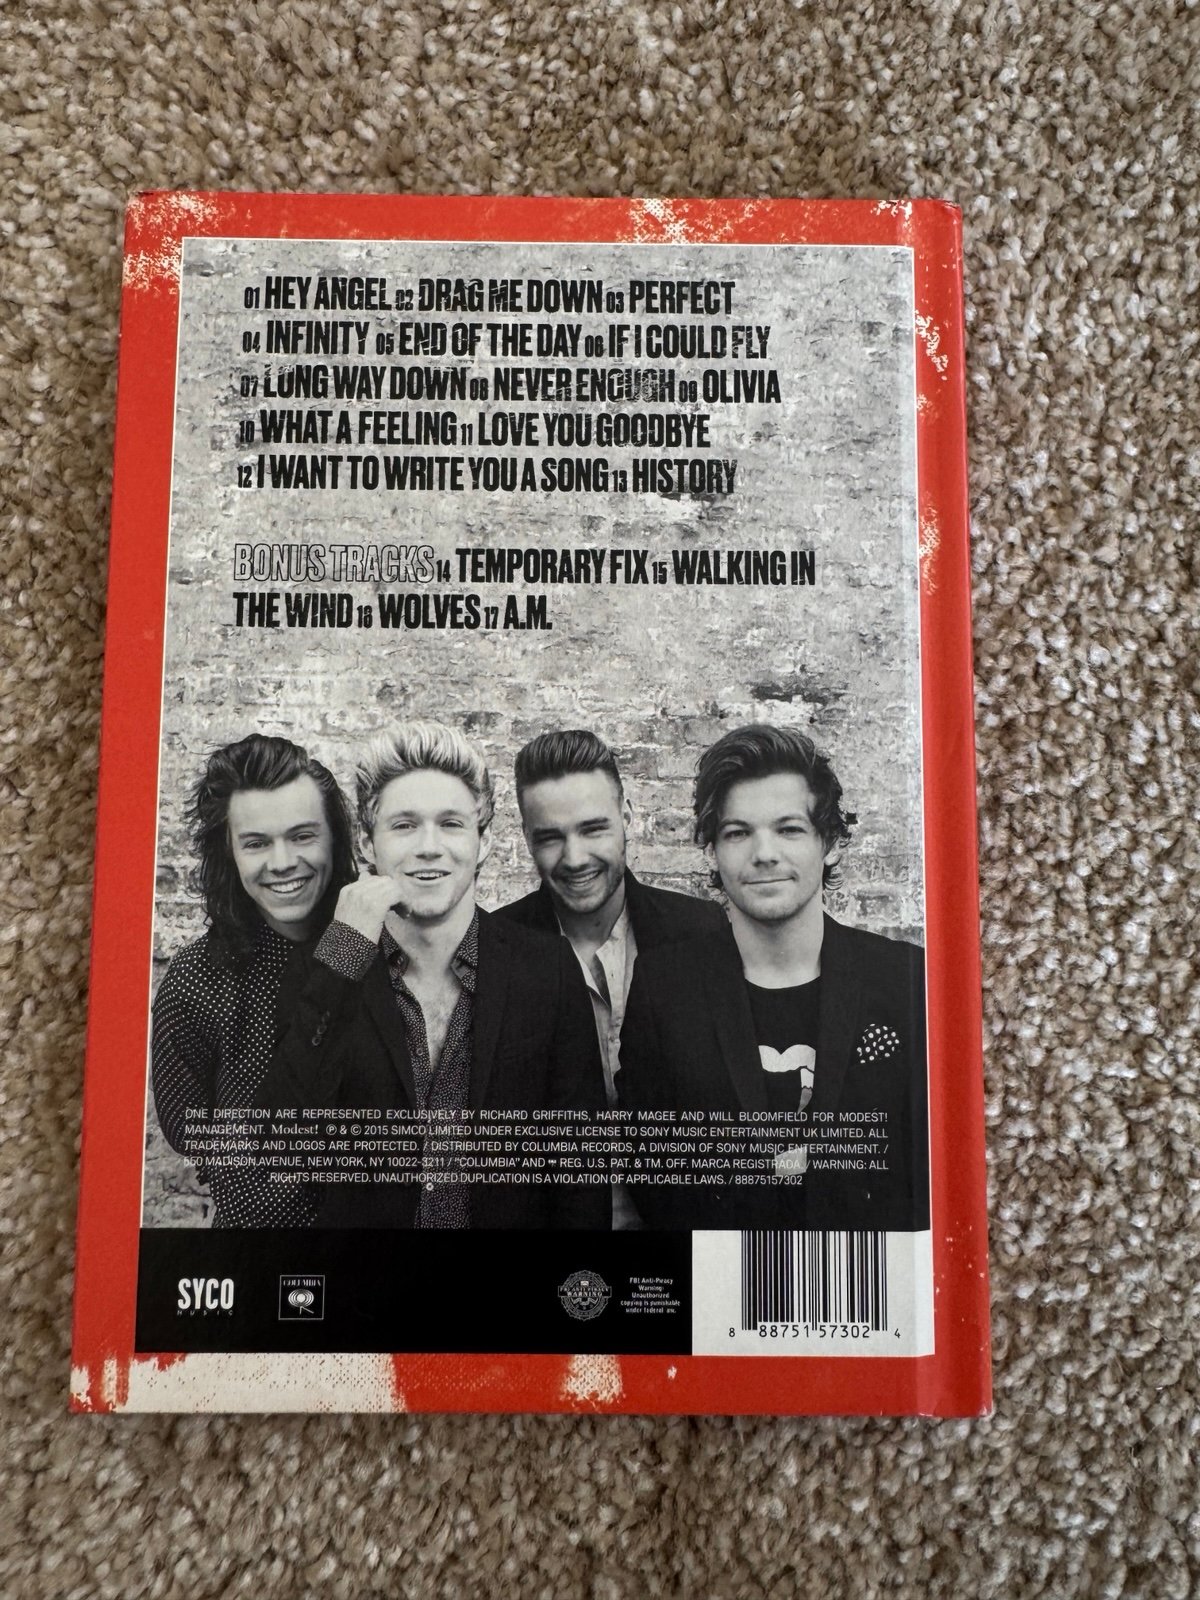 01 HEY ANGEL 02 DRAG ME DOWN 03 PERFECT
04 INFINITY 05 END OF THE DAY 06 IF I COULD FLY
07 LONG WAY DOWN 08 NEVER ENOUGH 09 OLIVIA
10 WHAT A FEELING 11 LOVE YOU GOODBYE
12 I WANT TO WRITE YOU A SONG 13 HISTORY
BONUS TRACKS 14 TEMPORARY FIX 15 WALKING IN
THE WIND 16 WOLVES 17 A.M.
ONE DIRECTION ARE REPRESENTED EXCLUSIVELY BY RICHARD GRIFFITHS, HARRY MAGEE AND WILL BLOOMFIELD FOR MODEST!
MANAGEMENT. Modest! ℗ & © 2015 SIMCO LIMITED UNDER EXCLUSIVE LICENSE TO SONY MUSIC ENTERTAINMENT UK LIMITED. ALL
TRADEMARKS AND LOGOS ARE PROTECTED. / DISTRIBUTED BY COLUMBIA RECORDS, A DIVISION OF SONY MUSIC ENTERTAINMENT. /
550 MADISON AVENUE, NEW YORK, NY 10022-3211 / "COLUMBIA" AND REG. U.S. PAT. & TM. OFF. MARCA REGISTRADA. / WARNING: ALL
RIGHTS RESERVED. UNAUTHORIZED DUPLICATION IS A VIOLATION OF APPLICABLE LAWS. / 88875157302
SYCO
MUSIC
COLUMBIA
FBI ANTI-PIRACY
WARNING
FBI Anti-Piracy
Warning:
Unauthorized
copying is punishable
under federal law.
8 88751 57302 4